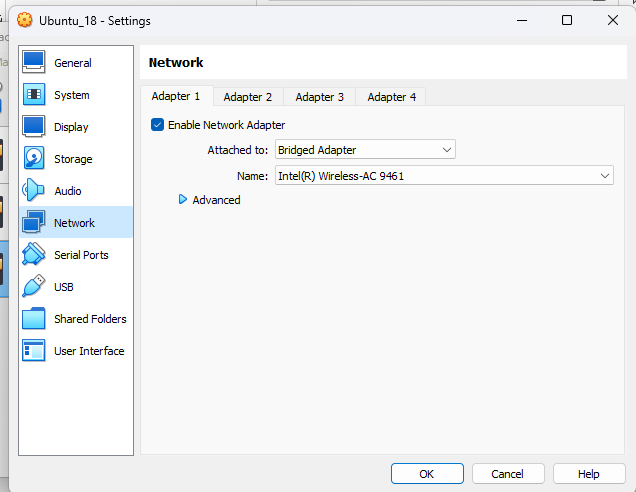 Ubuntu_18 - Settings
General
System
Display
Storage
Audio
Network
Serial Ports
USB
Shared Folders
User Interface
Network
Adapter 1 Adapter 2 Adapter 3 Adapter 4
Enable Network Adapter
Attached to: Bridged Adapter
Name: Intel(R) Wireless-AC 9461
Advanced
OK Cancel Help